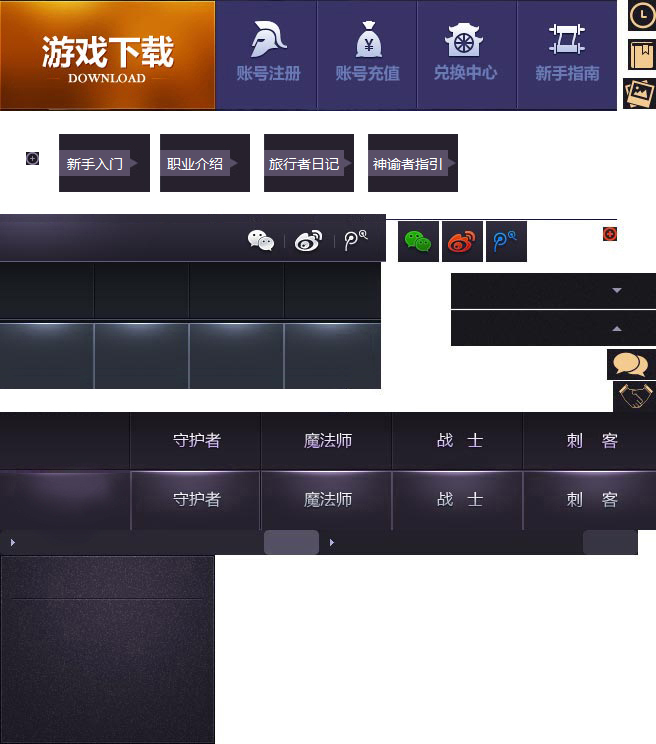 游戏下载
DOWNLOAD
账号注册
账号充值
兑换中心
新手指南
新手入门
职业介绍
旅行者日记
神谕者指引
守护者
魔法师
战 士
刺 客
守护者
魔法师
战 士
刺 客